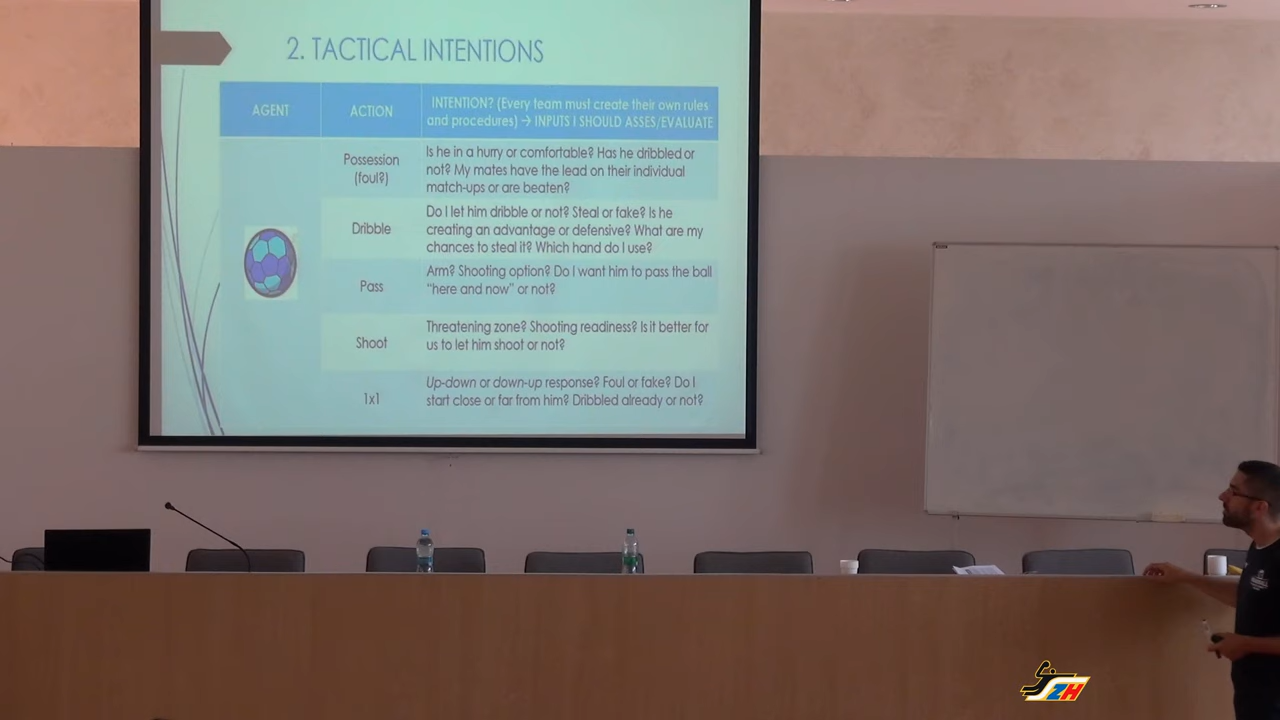 2. TACTICAL INTENTIONS
AGENT
ACTION
INTENTION? (Every team must create their own rules
and procedures) → INPUTS I SHOULD ASSES/EVALUATE
Possession
(foul?)
Is he in a hurry or comfortable? Has he dribbled or
not? My mates have the lead on their individual
match-ups or are beaten?
Dribble
Do I let him dribble or not? Steal or fake? Is he
creating an advantage or defensive? What are my
chances to steal it? Which hand do I use?
Pass
Arm? Shooting option? Do I want him to pass the ball
“here and now” or not?
Shoot
Threatening zone? Shooting readiness? Is it better for
us to let him shoot or not?
1x1
Up-down or down-up response? Foul or fake? Do I
start close or far from him? Dribbled already or not?
ZH